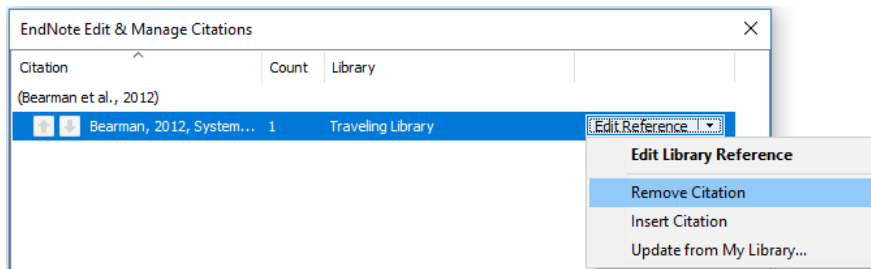 EndNote Edit & Manage Citations
Citation Count Library
(Bearman et al., 2012)
Bearman, 2012, System... 1 Traveling Library Edit Reference
Edit Library Reference
Remove Citation
Insert Citation
Update from My Library...